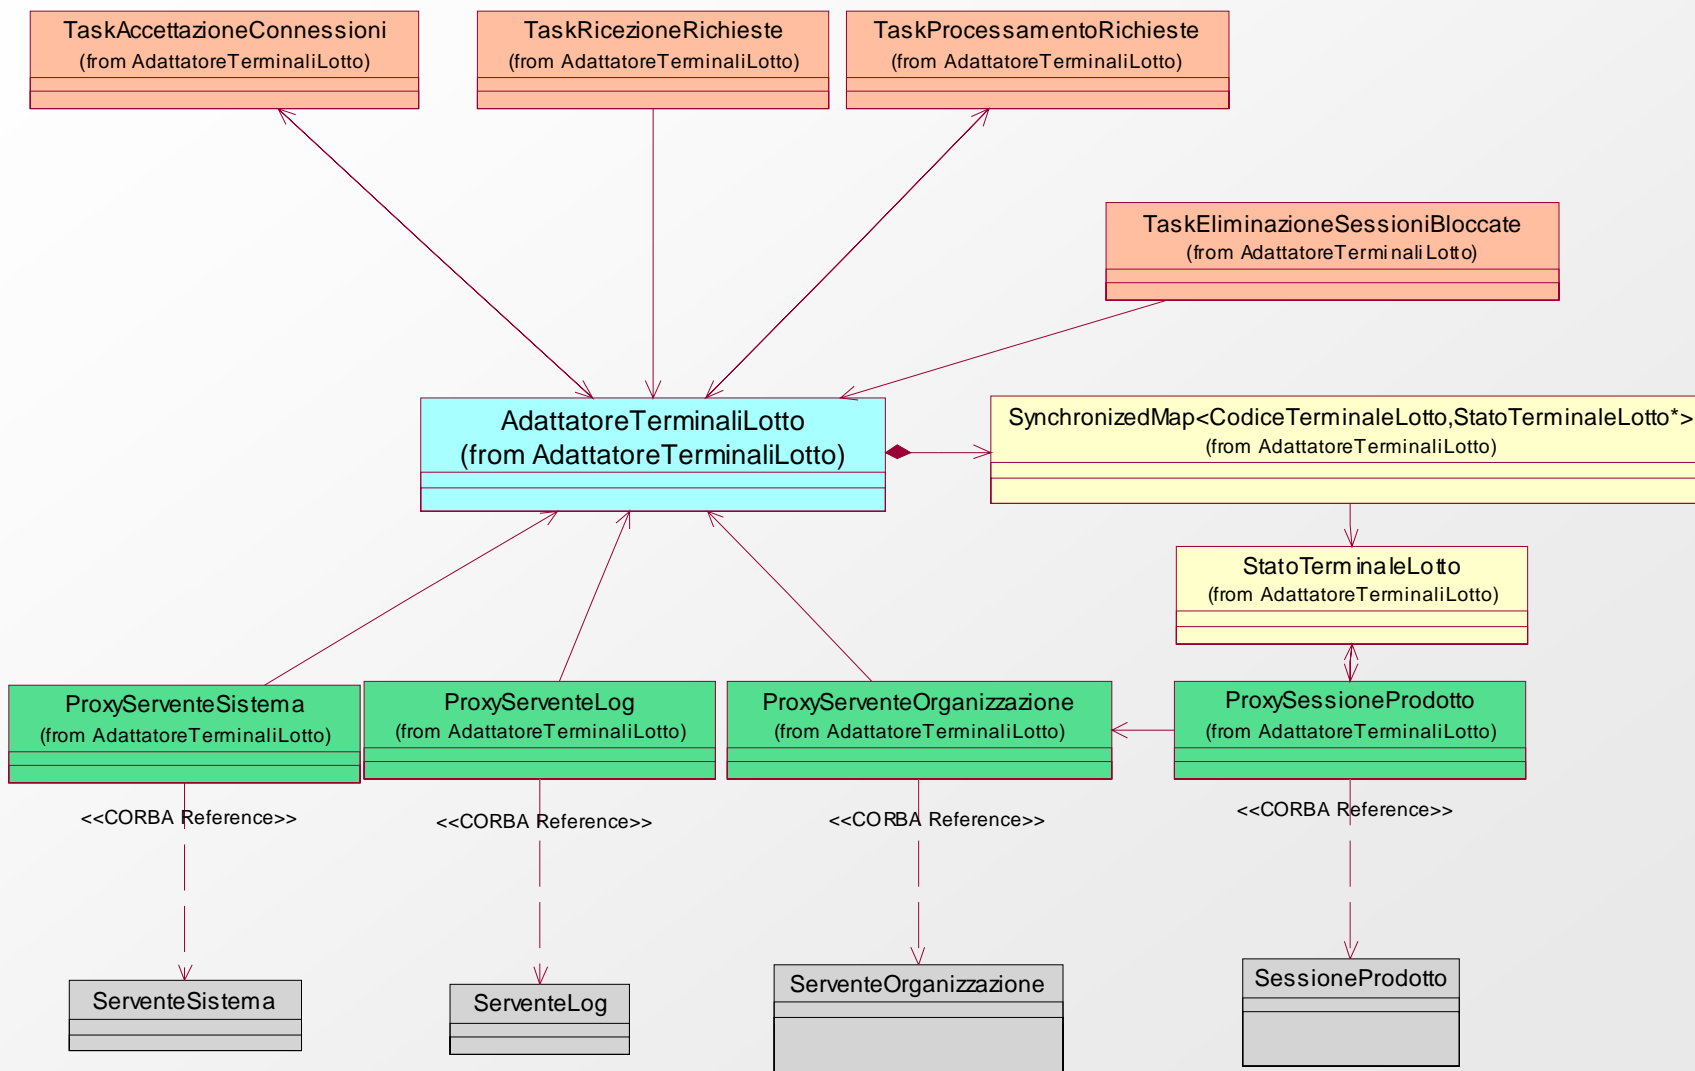 TaskAccettazioneConnessioni
(from AdattatoreTerminaliLotto)
TaskRicezioneRichieste
(from AdattatoreTerminaliLotto)
TaskProcessamentoRichieste
(from AdattatoreTerminaliLotto)
TaskEliminazioneSessioniBloccate
(from AdattatoreTerminaliLotto)
AdattatoreTerminaliLotto
(from AdattatoreTerminaliLotto)
SynchronizedMap<CodiceTerminaleLotto,StatoTerminaleLotto*>
(from AdattatoreTerminaliLotto)
StatoTerminaleLotto
(from AdattatoreTerminaliLotto)
ProxyServenteSistema
(from AdattatoreTerminaliLotto)
ProxyServenteLog
(from AdattatoreTerminaliLotto)
ProxyServenteOrganizzazione
(from AdattatoreTerminaliLotto)
ProxySessioneProdotto
(from AdattatoreTerminaliLotto)
<<CORBA Reference>>
<<CORBA Reference>>
<<CORBA Reference>>
<<CORBA Reference>>
ServenteSistema
ServenteLog
ServenteOrganizzazione
SessioneProdotto